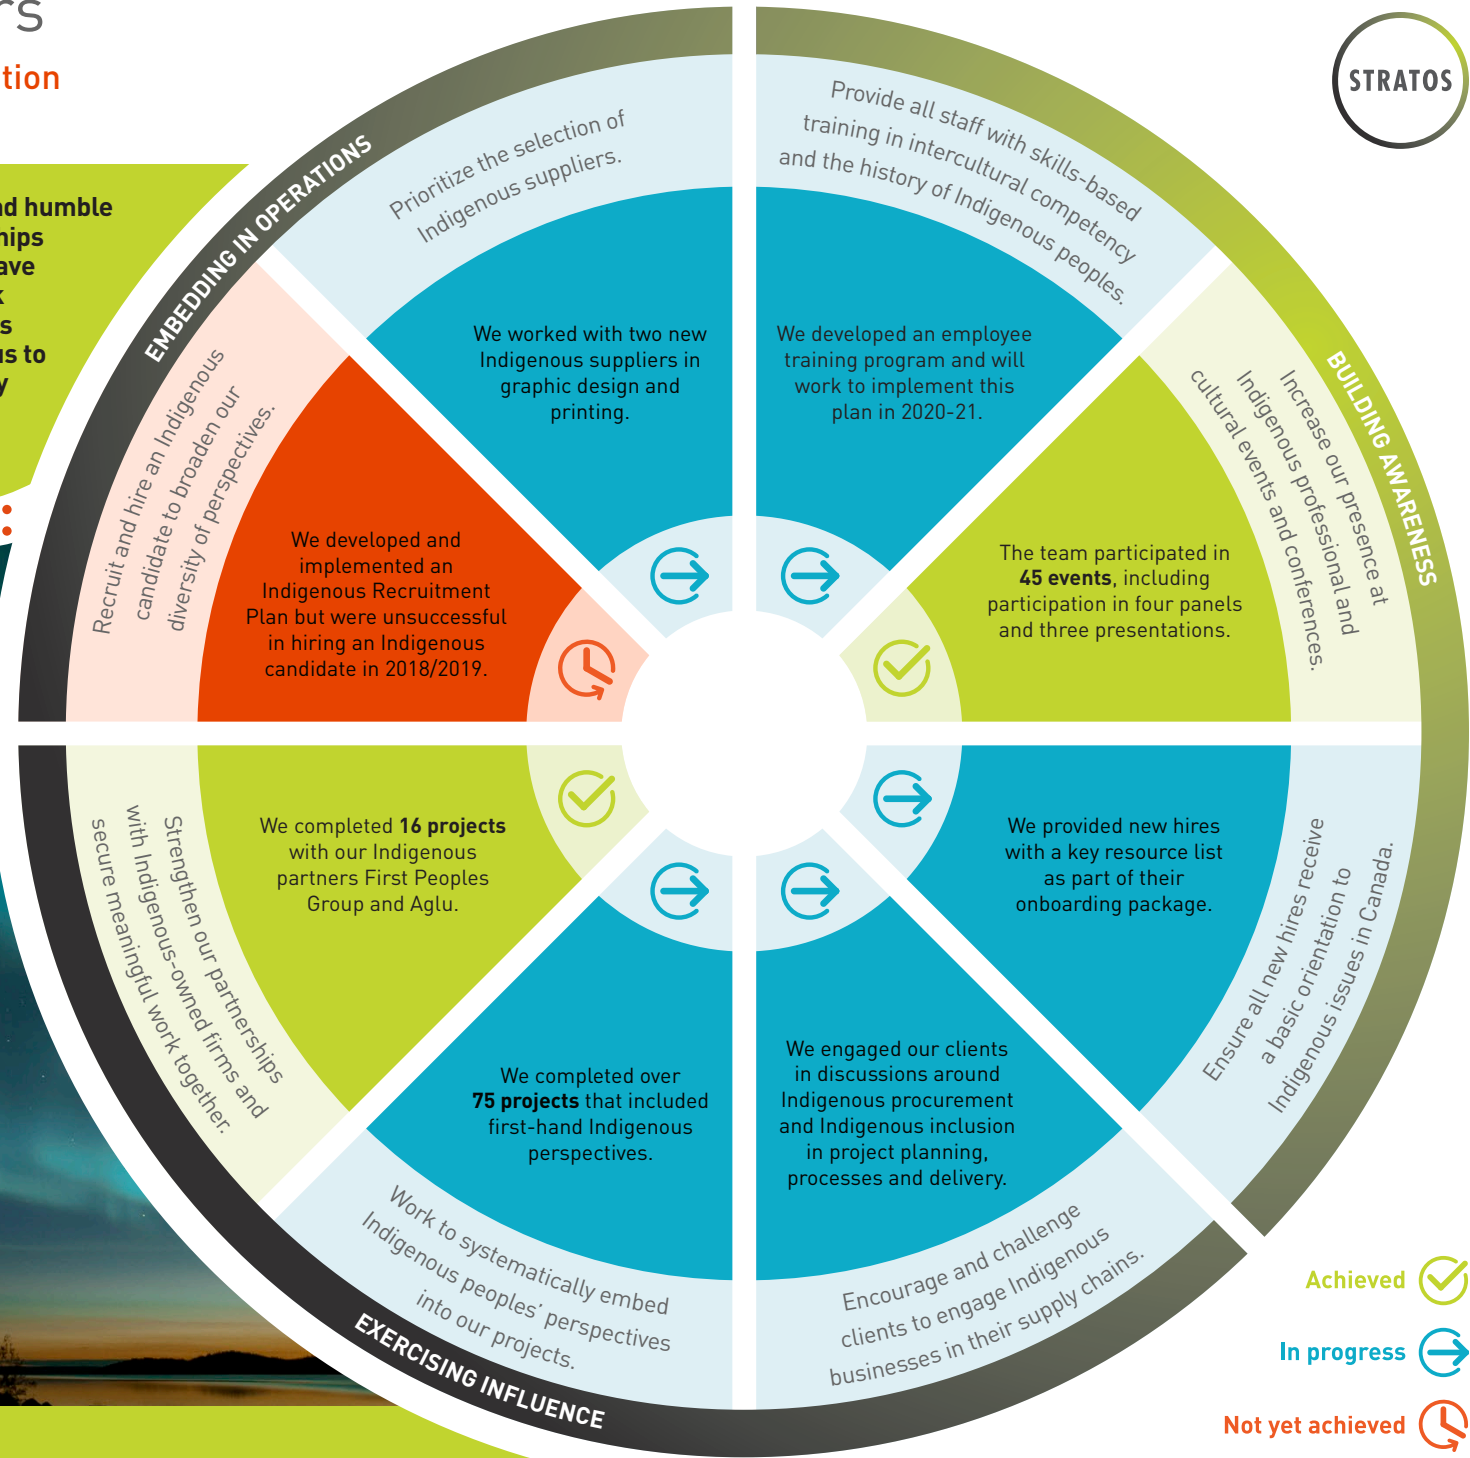 rs
tion
STRATOS
nd humble
hips
ave
k
s
us to
y
:
EMBEDDING IN OPERATIONS
Prioritize the selection of
Indigenous suppliers.
We worked with two new
Indigenous suppliers in
graphic design and
printing.
Recruit and hire an Indigenous
candidate to broaden our
diversity of perspectives.
We developed and
implemented an
Indigenous Recruitment
Plan but were unsuccessful
in hiring an Indigenous
candidate in 2018/2019.
BUILDING AWARENESS
Provide all staff with skills-based
training in intercultural competency
and the history of Indigenous peoples.
We developed an employee
training program and will
work to implement this
plan in 2020-21.
Increase our presence at
Indigenous professional and
cultural events and conferences.
The team participated in
45 events, including
participation in four panels
and three presentations.
Ensure all new hires receive
a basic orientation to
Indigenous issues in Canada.
We provided new hires
with a key resource list
as part of their
onboarding package.
EXERCISING INFLUENCE
Strengthen our partnerships
with Indigenous-owned firms and
secure meaningful work together.
We completed 16 projects
with our Indigenous
partners First Peoples
Group and Aglu.
We completed over
75 projects that included
first-hand Indigenous
perspectives.
Work to systematically embed
Indigenous peoples’ perspectives
into our projects.
We engaged our clients
in discussions around
Indigenous procurement
and Indigenous inclusion
in project planning,
processes and delivery.
Encourage and challenge
clients to engage Indigenous
businesses in their supply chains.
Achieved
In progress
Not yet achieved